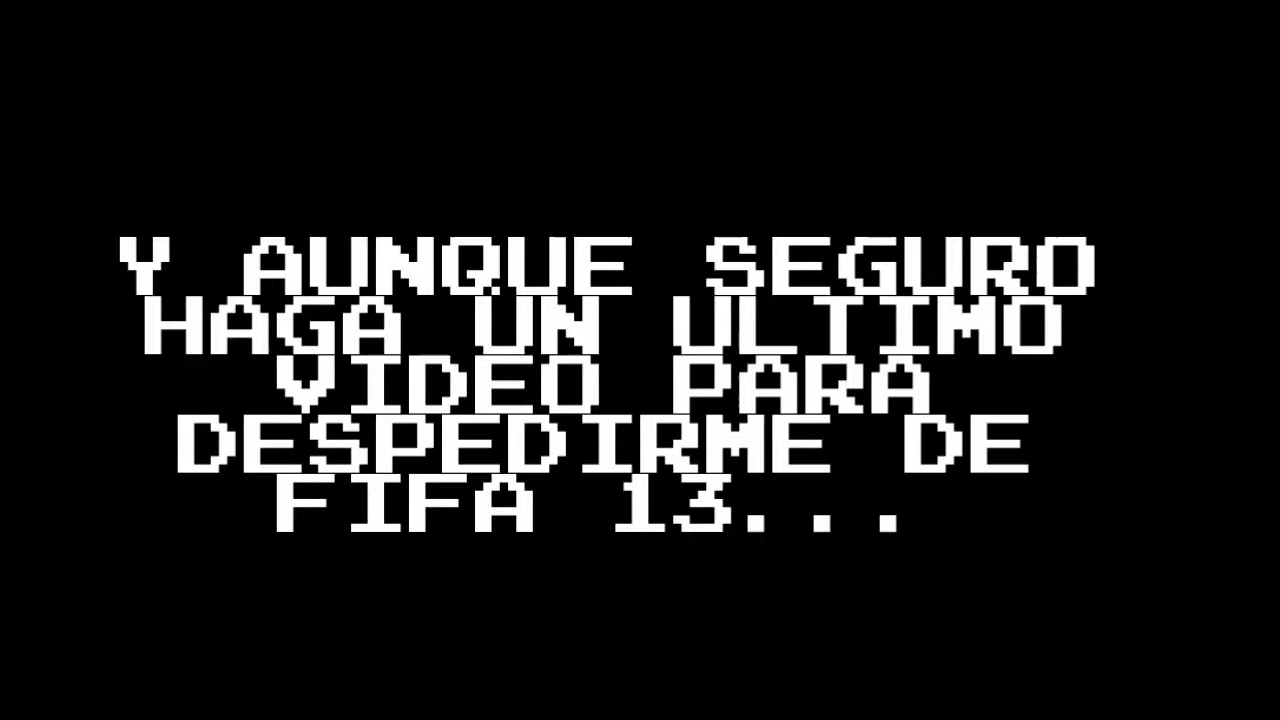 Y AUNQUE SEGURO
HAGA UN ULTIMO
VIDEO PARA
DESPEDIRME DE
FIFA 13...